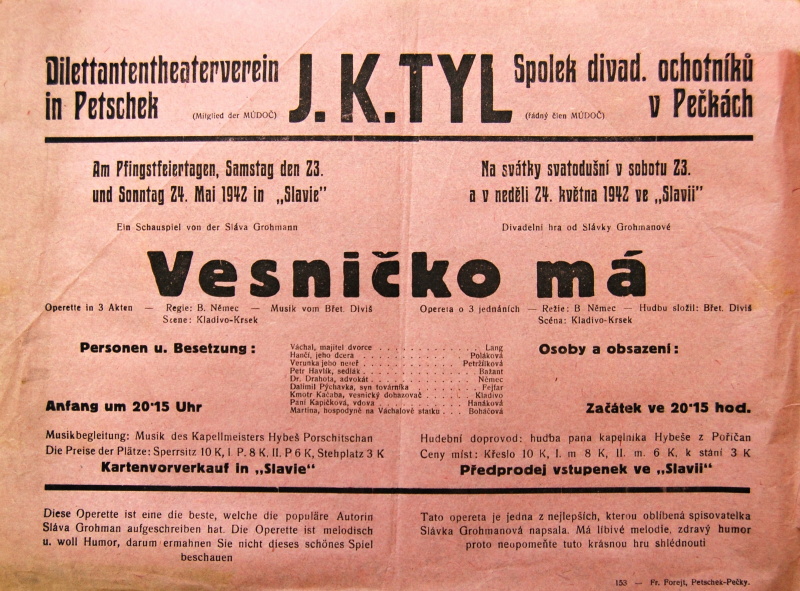 Dilettantentheaterverein
in Petschek
(Mitglied der MÚDOČ)
J. K. TYL
Spolek divad. ochotníků
v Pečkách
(řádný člen MÚDOČ)
Am Pfingstfeiertagen, Samstag den 23.
und Sonntag 24. Mai 1942 in „Slavie"
Ein Schauspiel von der Sláva Grohmann
Na svátky svatodušní v sobotu 23.
a v neděli 24. května 1942 ve „Slavii"
Divadelní hra od Slávky Grohmanové
Vesničko má
Operette in 3 Akten — Regie: B. Němec — Musik vom Břet. Diviš
Scene: Kladivo-Krsek
Opereta o 3 jednáních — Režie: B Němec — Hudbu složil: Břet. Diviš
Scéna: Kladivo-Krsek
Personen u. Besetzung:
Váchal, majitel dvorce . . . . . . . . . . . . Lang
Hančí, jeho dcera . . . . . . . . . . . . Poláková
Verunka jeho neteř . . . . . . . . . . . . Petržilková
Petr Havlík, sedlák . . . . . . . . . . . . Bažant
Dr. Drahota, advokát . . . . . . . . . . . . Němec
Dalimil Pýchavka, syn továrníka . . . . . . . . Fejfar
Kmotr Kačaba, vesnický dohazovač . . . . . . . Kladivo
Paní Kapičková, vdova . . . . . . . . . . . Hanáková
Martina, hospodyně na Váchalově statku . . . Boháčová
Osoby a obsazení:
Anfang um 20·15 Uhr
Začátek ve 20·15 hod.
Musikbegleitung: Musik des Kapellmeisters Hybeš Porschitschan
Die Preise der Plätze: Sperrsitz 10 K, I P. 8 K, II. P 6 K, Stehplatz 3 K
Kartenvorverkauf in „Slavie"
Hudební doprovod: hudba pana kapelníka Hybeše z Pořičan
Ceny míst: Křeslo 10 K, I. m 8 K, II. m. 6 K, k stání 3 K
Předprodej vstupenek ve „Slavii"
Diese Operette ist eine die beste, welche die populäre Autorin
Sláva Grohman aufgeschreiben hat. Die Operette ist melodisch
u. woll Humor, darum ermahnen Sie nicht dieses schönes Spiel
beschauen
Tato opereta je jedna z nejlepších, kterou oblíbená spisovatelka
Slávka Grohmanová napsala. Má líbivé melodie, zdravý humor
proto neopomeňte tuto krásnou hru shlédnouti
153 — Fr. Forejt, Petschek-Pečky.